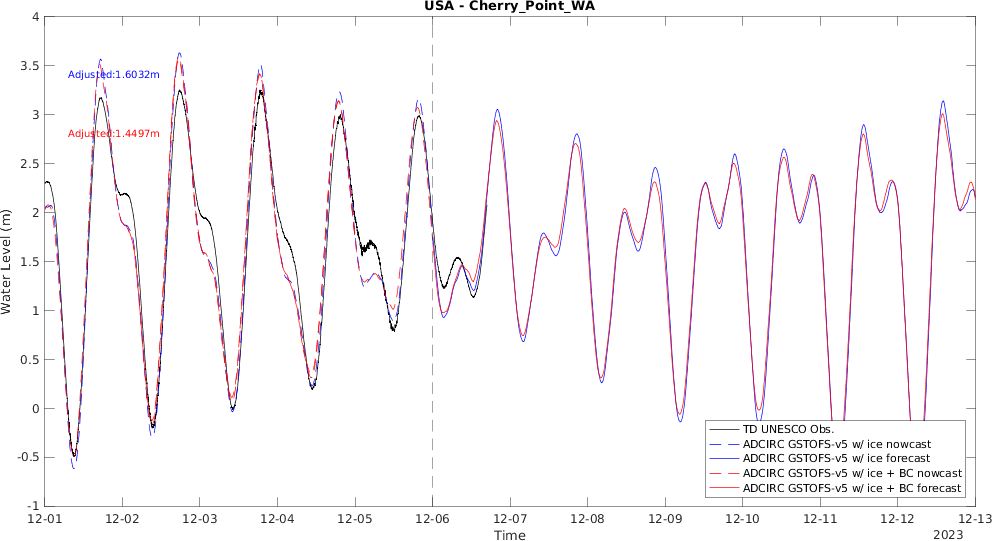 USA - Cherry_Point_WA
4
3.5
3
2.5
2
1.5
1
0.5
0
-0.5
-1
Water Level (m)
Adjusted:1.6032m
Adjusted:1.4497m
TD UNESCO Obs.
ADCIRC GSTOFS-v5 w/ ice nowcast
ADCIRC GSTOFS-v5 w/ ice forecast
ADCIRC GSTOFS-v5 w/ ice + BC nowcast
ADCIRC GSTOFS-v5 w/ ice + BC forecast
12-01 12-02 12-03 12-04 12-05 12-06 12-07 12-08 12-09 12-10 12-11 12-12 12-13
Time
2023